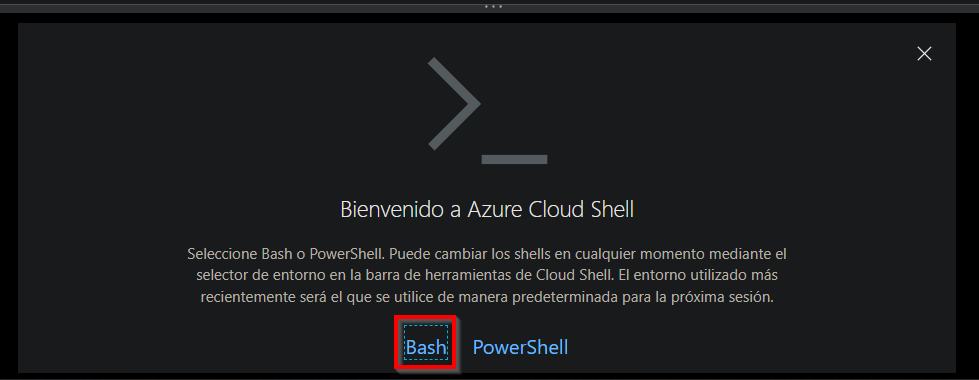 Bienvenido a Azure Cloud Shell
Seleccione Bash o PowerShell. Puede cambiar los shells en cualquier momento mediante el
selector de entorno en la barra de herramientas de Cloud Shell. El entorno utilizado más
recientemente será el que se utilice de manera predeterminada para la próxima sesión.
Bash PowerShell